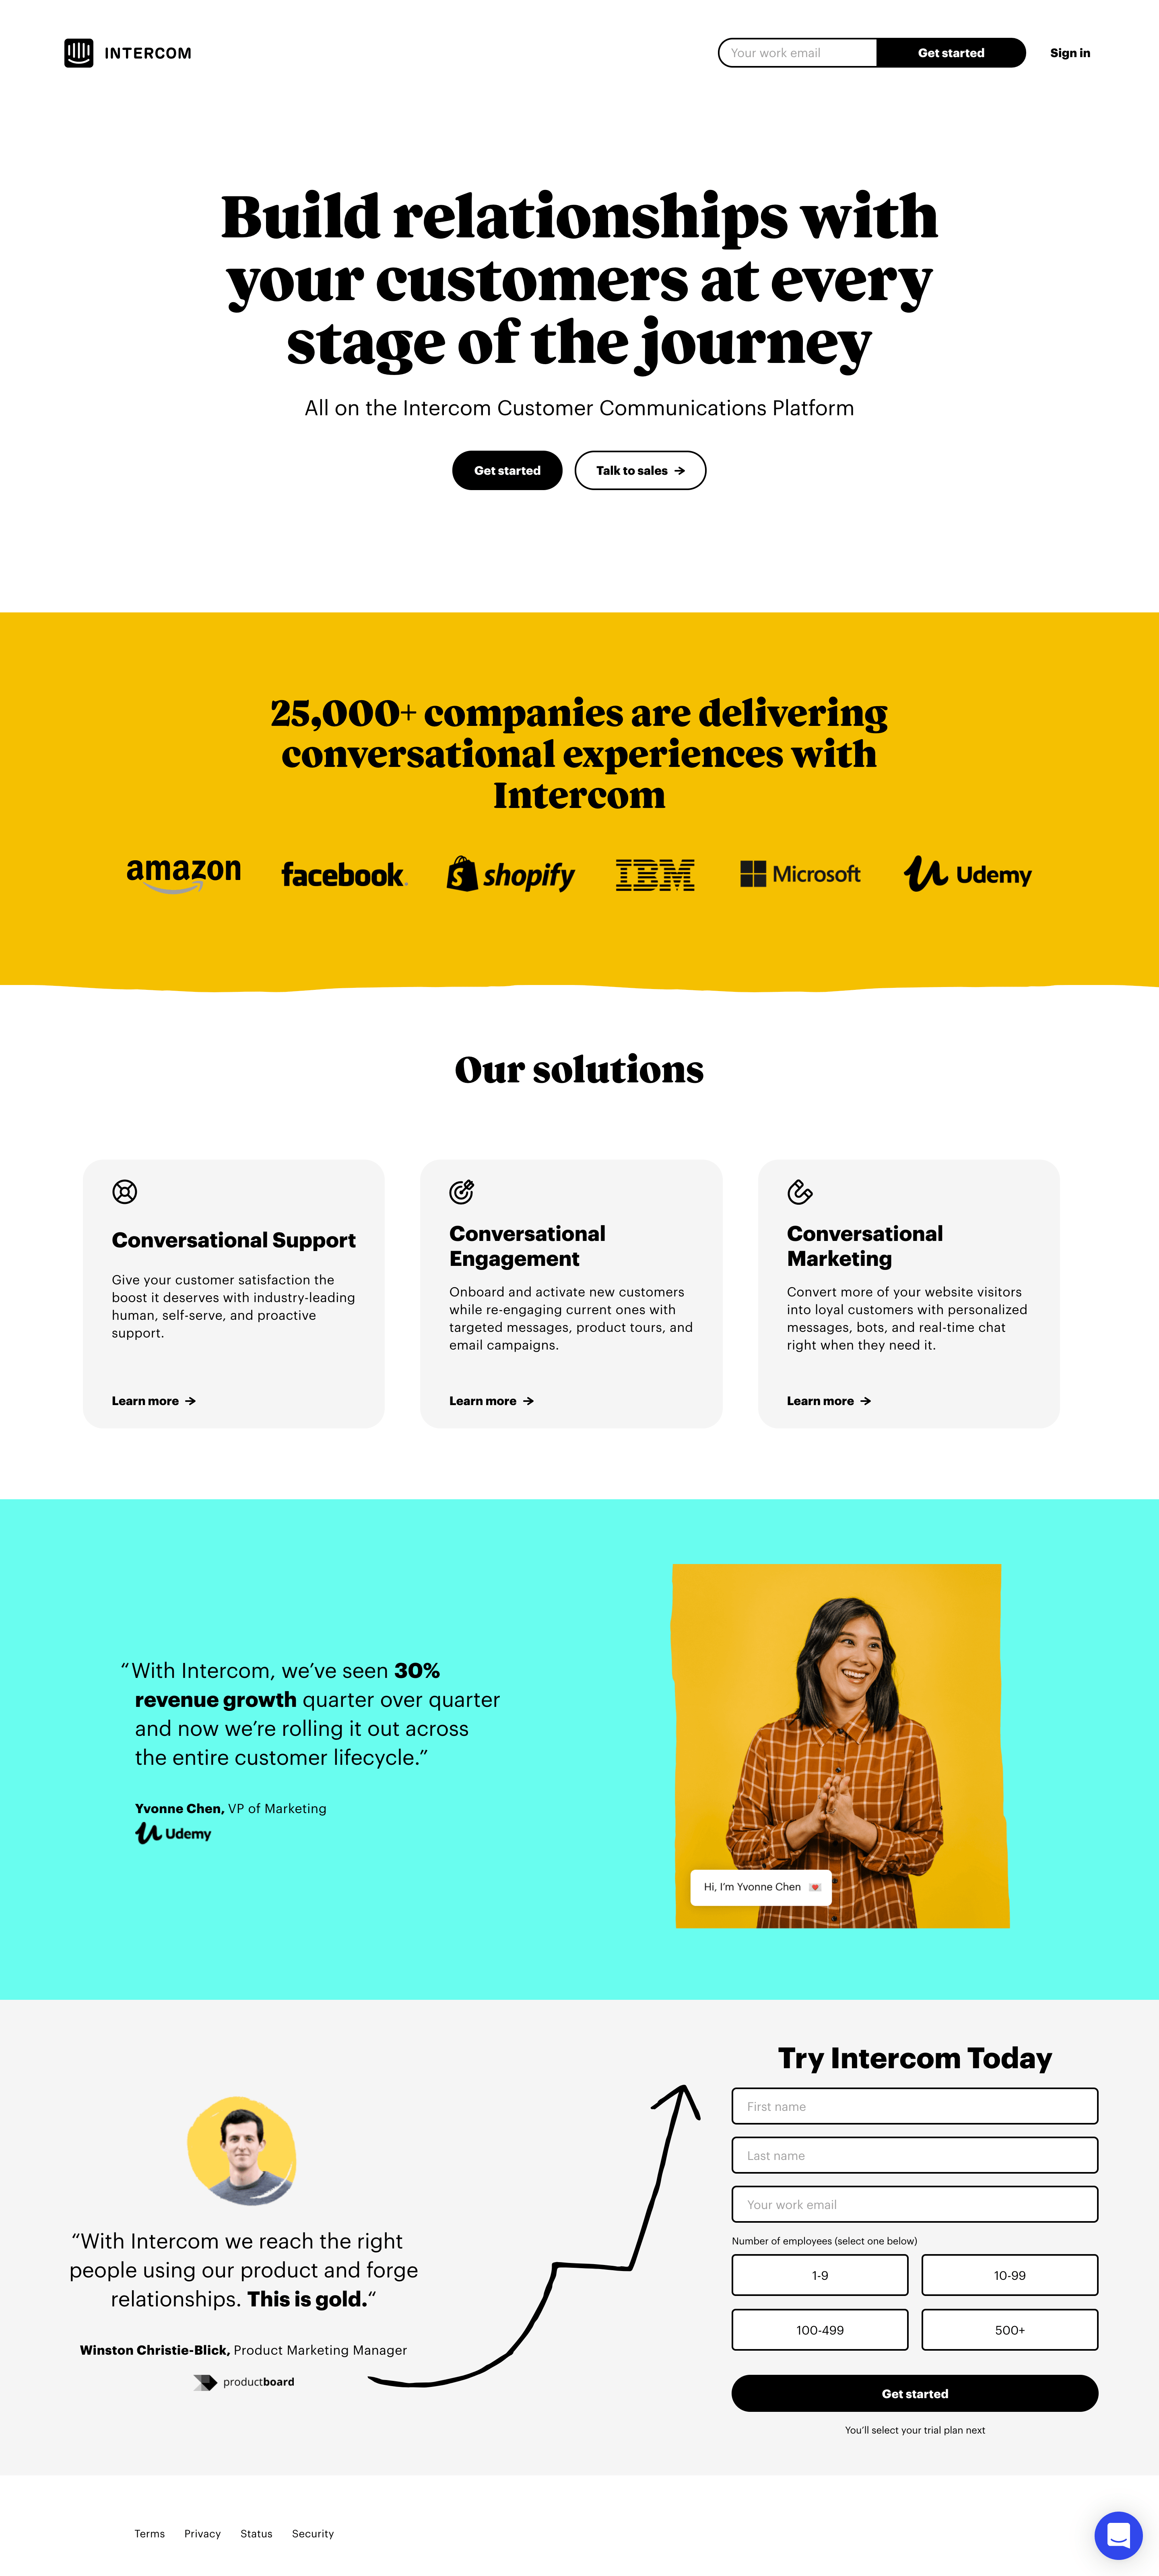 INTERCOM
Your work email
Get started
Sign in
Build relationships with
your customers at every
stage of the journey
All on the Intercom Customer Communications Platform
Get started
Talk to sales →
25,000+ companies are delivering
conversational experiences with
Intercom
amazon
facebook
shopify
IBM
Microsoft
Udemy
Our solutions
Conversational Support
Give your customer satisfaction the
boost it deserves with industry-leading
human, self-serve, and proactive
support.
Learn more →
Conversational
Engagement
Onboard and activate new customers
while re-engaging current ones with
targeted messages, product tours, and
email campaigns.
Learn more →
Conversational
Marketing
Convert more of your website visitors
into loyal customers with personalized
messages, bots, and real-time chat
right when they need it.
Learn more →
“With Intercom, we’ve seen 30%
revenue growth quarter over quarter
and now we’re rolling it out across
the entire customer lifecycle.”
Yvonne Chen, VP of Marketing
Udemy
Hi, I’m Yvonne Chen 💌
“With Intercom we reach the right
people using our product and forge
relationships. This is gold.“
Winston Christie-Blick, Product Marketing Manager
productboard
Try Intercom Today
First name
Last name
Your work email
Number of employees (select one below)
1-9
10-99
100-499
500+
Get started
You’ll select your trial plan next
Terms
Privacy
Status
Security